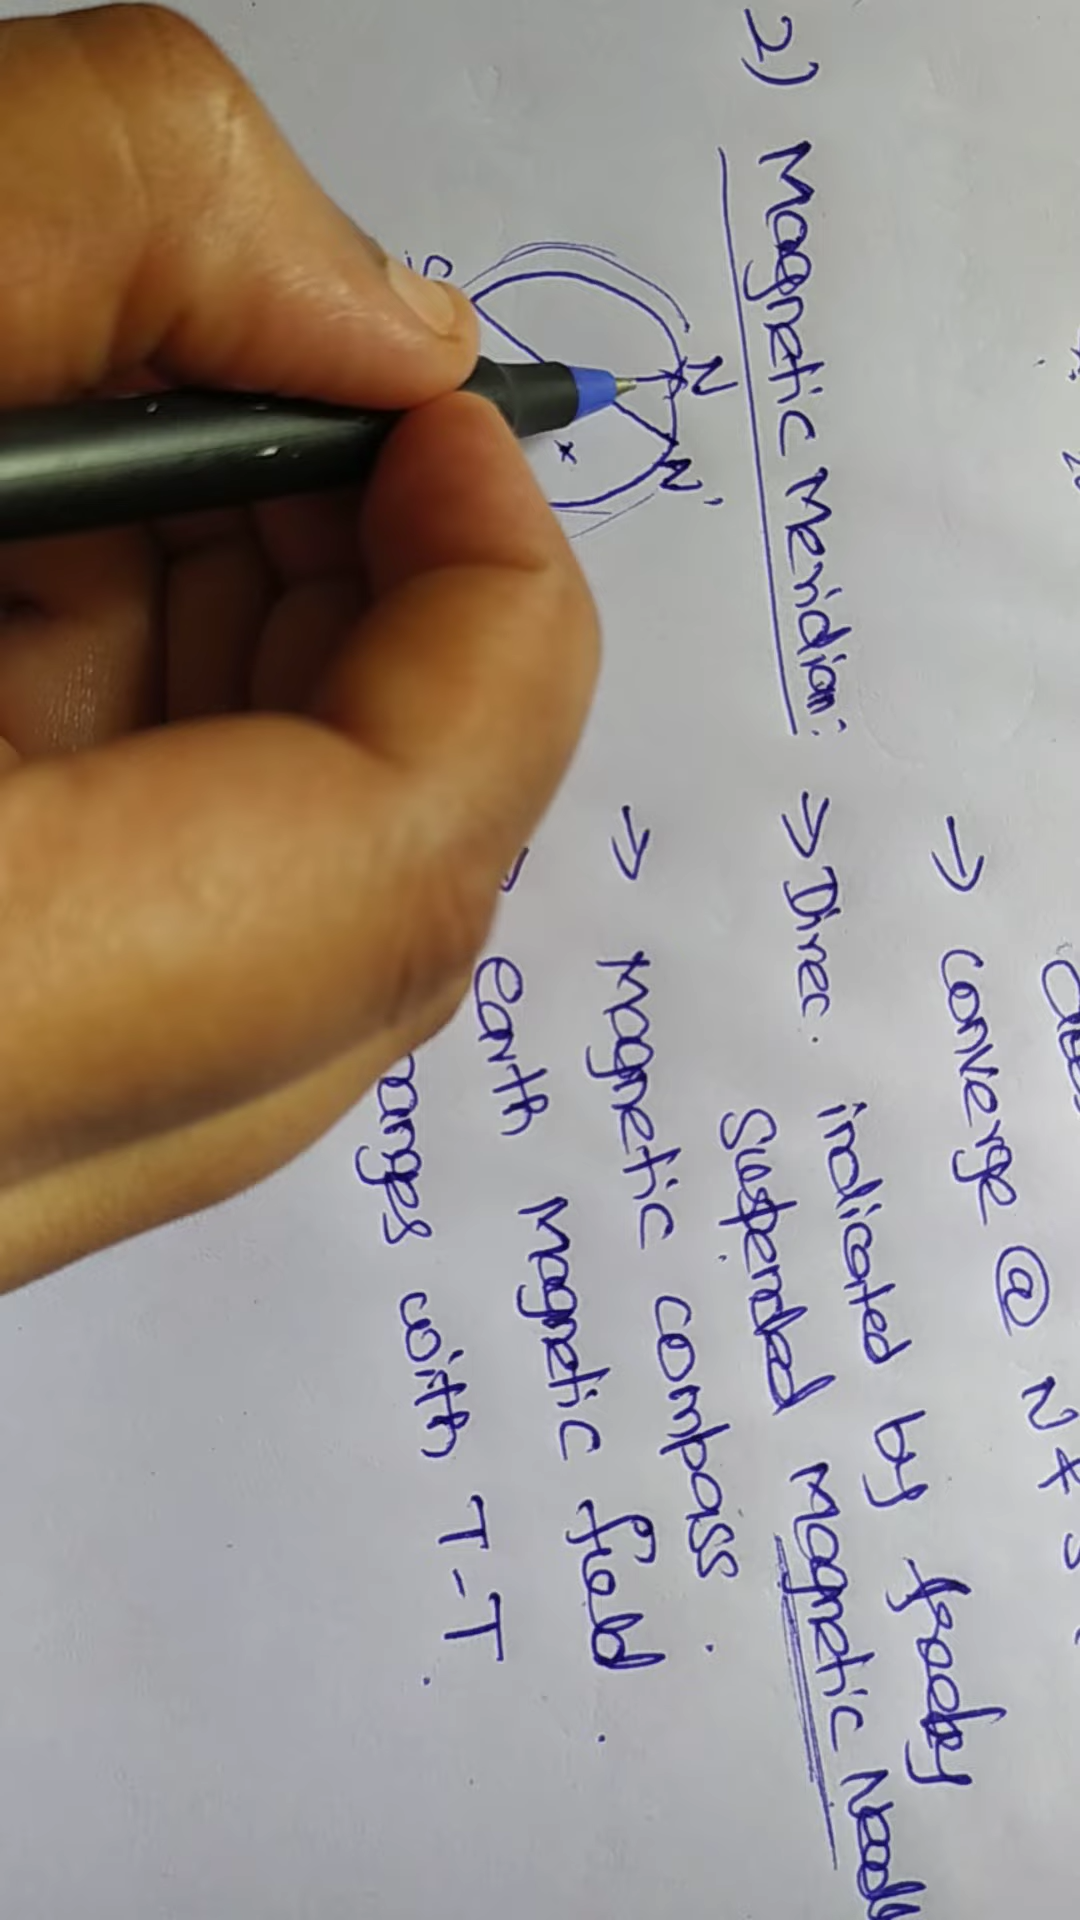 → converge @ N & S
2) Magnetic Meridian: → Direc. indicated by freely
suspended Magnetic Needle
→ Magnetic compass.
earth Magnetic field.
with T-T.
N
N'
S